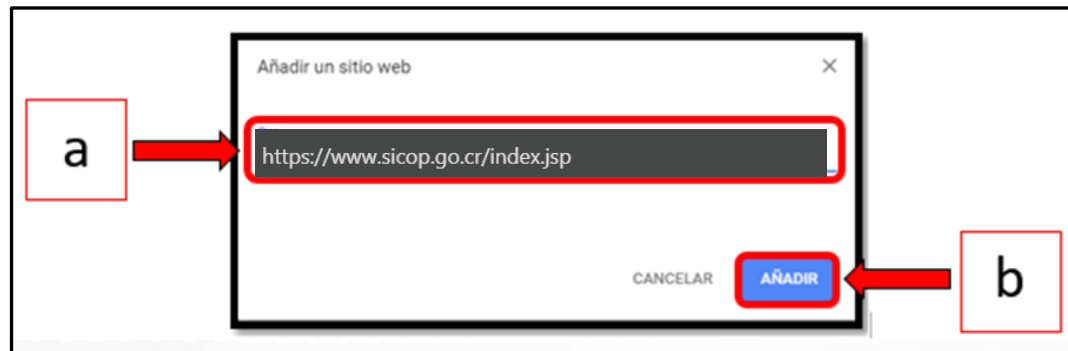 Añadir un sitio web
a
https://www.sicop.go.cr/index.jsp
CANCELAR AÑADIR
b